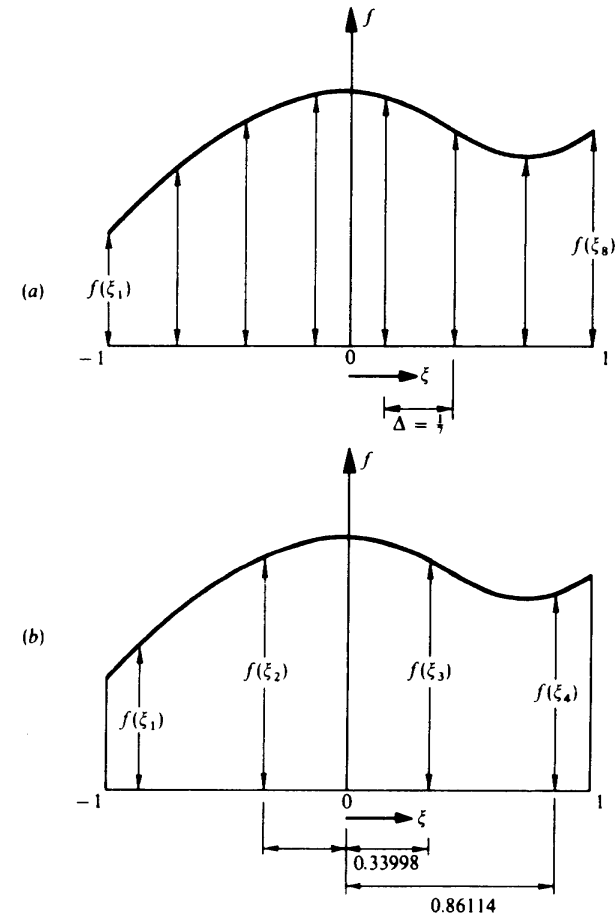 f
(a)
f(ξ₁)
f(ξ₈)
−1
0
1
ξ
Δ = 1/7
f
(b)
f(ξ₁)
f(ξ₂)
f(ξ₃)
f(ξ₄)
−1
0
1
ξ
0.33998
0.86114